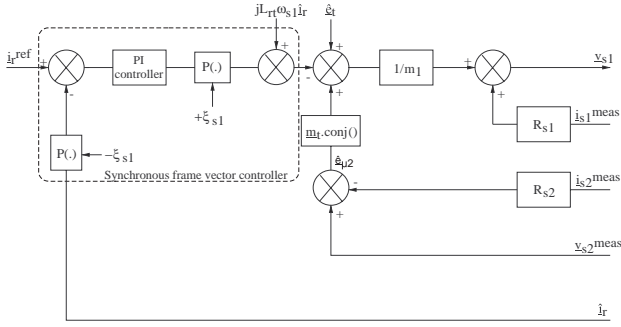 jL_rt ω_s1 î_r
ê_t
i_r^ref
+
-
PI
controller
P(.)
+ξ_s1
+
+
+
-
+
1/m_1
+
+
v_s1
R_s1
i_s1^meas
m_t.conj()
ê_μ2
P(.)
−ξ_s1
Synchronous frame vector controller
-
+
R_s2
i_s2^meas
v_s2^meas
î_r